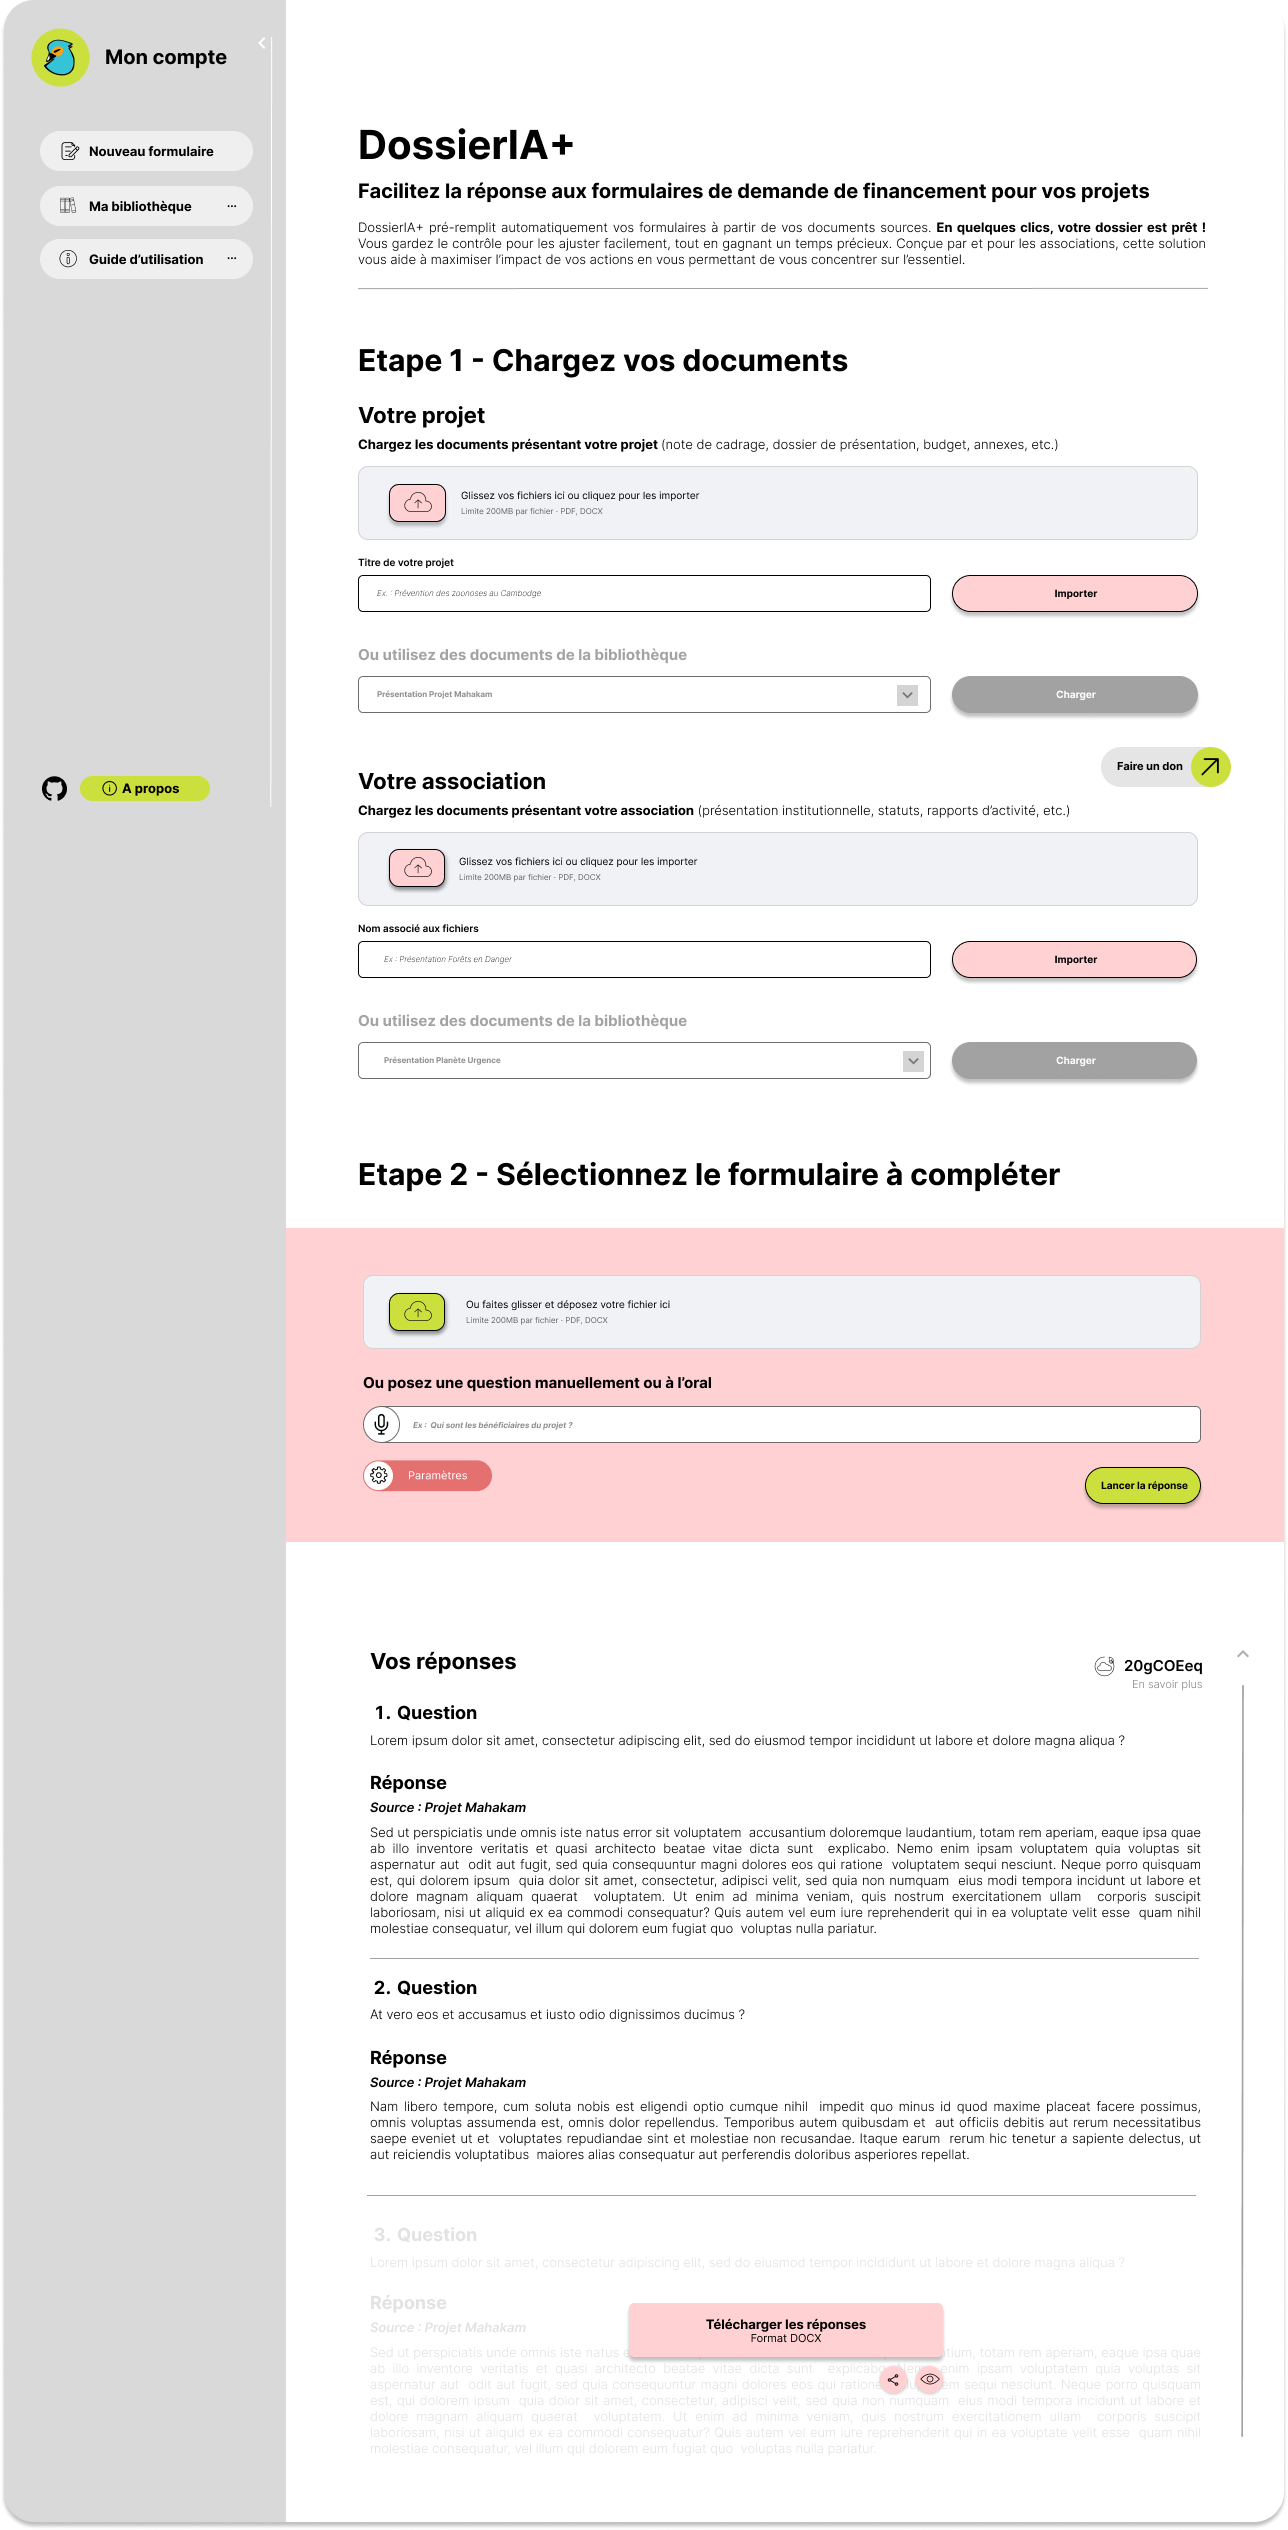 Mon compte
Nouveau formulaire
Ma bibliothèque ...
Guide d'utilisation ...
A propos
DossierIA+
Facilitez la réponse aux formulaires de demande de financement pour vos projets
DossierIA+ pré-remplit automatiquement vos formulaires à partir de vos documents sources. En quelques clics, votre dossier est prêt !
Vous gardez le contrôle pour les ajuster facilement, tout en gagnant un temps précieux. Conçue par et pour les associations, cette solution
vous aide à maximiser l'impact de vos actions en vous permettant de vous concentrer sur l'essentiel.
Etape 1 - Chargez vos documents
Votre projet
Chargez les documents présentant votre projet (note de cadrage, dossier de présentation, budget, annexes, etc.)
Glissez vos fichiers ici ou cliquez pour les importer
Limite 200MB par fichier · PDF, DOCX
Titre de votre projet
Ex. : Prévention des zoonoses au Cambodge
Importer
Ou utilisez des documents de la bibliothèque
Présentation Projet Mahakam
Charger
Faire un don
Votre association
Chargez les documents présentant votre association (présentation institutionnelle, statuts, rapports d'activité, etc.)
Glissez vos fichiers ici ou cliquez pour les importer
Limite 200MB par fichier · PDF, DOCX
Nom associé aux fichiers
Ex : Présentation Forêts en Danger
Importer
Ou utilisez des documents de la bibliothèque
Présentation Planète Urgence
Charger
Etape 2 - Sélectionnez le formulaire à compléter
Ou faites glisser et déposez votre fichier ici
Limite 200MB par fichier · PDF, DOCX
Ou posez une question manuellement ou à l'oral
Ex : Qui sont les bénéficiaires du projet ?
Paramètres
Lancer la réponse
Vos réponses
20gCOEeq
En savoir plus
1. Question
Lorem ipsum dolor sit amet, consectetur adipiscing elit, sed do eiusmod tempor incididunt ut labore et dolore magna aliqua ?
Réponse
Source : Projet Mahakam
Sed ut perspiciatis unde omnis iste natus error sit voluptatem accusantium doloremque laudantium, totam rem aperiam, eaque ipsa quae
ab illo inventore veritatis et quasi architecto beatae vitae dicta sunt explicabo. Nemo enim ipsam voluptatem quia voluptas sit
aspernatur aut odit aut fugit, sed quia consequuntur magni dolores eos qui ratione voluptatem sequi nesciunt. Neque porro quisquam
est, qui dolorem ipsum quia dolor sit amet, consectetur, adipisci velit, sed quia non numquam eius modi tempora incidunt ut labore et
dolore magnam aliquam quaerat voluptatem. Ut enim ad minima veniam, quis nostrum exercitationem ullam corporis suscipit
laboriosam, nisi ut aliquid ex ea commodi consequatur? Quis autem vel eum iure reprehenderit qui in ea voluptate velit esse quam nihil
molestiae consequatur, vel illum qui dolorem eum fugiat quo voluptas nulla pariatur.
2. Question
At vero eos et accusamus et iusto odio dignissimos ducimus ?
Réponse
Source : Projet Mahakam
Nam libero tempore, cum soluta nobis est eligendi optio cumque nihil impedit quo minus id quod maxime placeat facere possimus,
omnis voluptas assumenda est, omnis dolor repellendus. Temporibus autem quibusdam et aut officiis debitis aut rerum necessitatibus
saepe eveniet ut et voluptates repudiandae sint et molestiae non recusandae. Itaque earum rerum hic tenetur a sapiente delectus, ut
aut reiciendis voluptatibus maiores alias consequatur aut perferendis doloribus asperiores repellat.
3. Question
Lorem ipsum dolor sit amet, consectetur adipiscing elit, sed do eiusmod tempor incididunt ut labore et dolore magna aliqua ?
Réponse
Source : Projet Mahakam
Télécharger les réponses
Format DOCX
Sed ut perspiciatis unde omnis iste natus totam rem aperiam, eaque ipsa quae
ab illo inventore veritatis et quasi architecto beatae vitae dicta sunt enim ipsam voluptatem quia voluptas sit
aspernatur aut odit aut fugit, sed quia consequuntur magni dolores eos qui ratione sequi nesciunt. Neque porro quisquam
est, qui dolorem ipsum quia dolor sit amet, consectetur, adipisci velit, sed quia non numquam eius modi tempora incidunt ut labore et
dolore magnam aliquam quaerat voluptatem. Ut enim ad minima veniam, quis nostrum exercitationem ullam corporis suscipit
laboriosam, nisi ut aliquid ex ea commodi consequatur? Quis autem vel eum iure reprehenderit qui in ea voluptate velit esse quam nihil
molestiae consequatur, vel illum qui dolorem eum fugiat quo voluptas nulla pariatur.